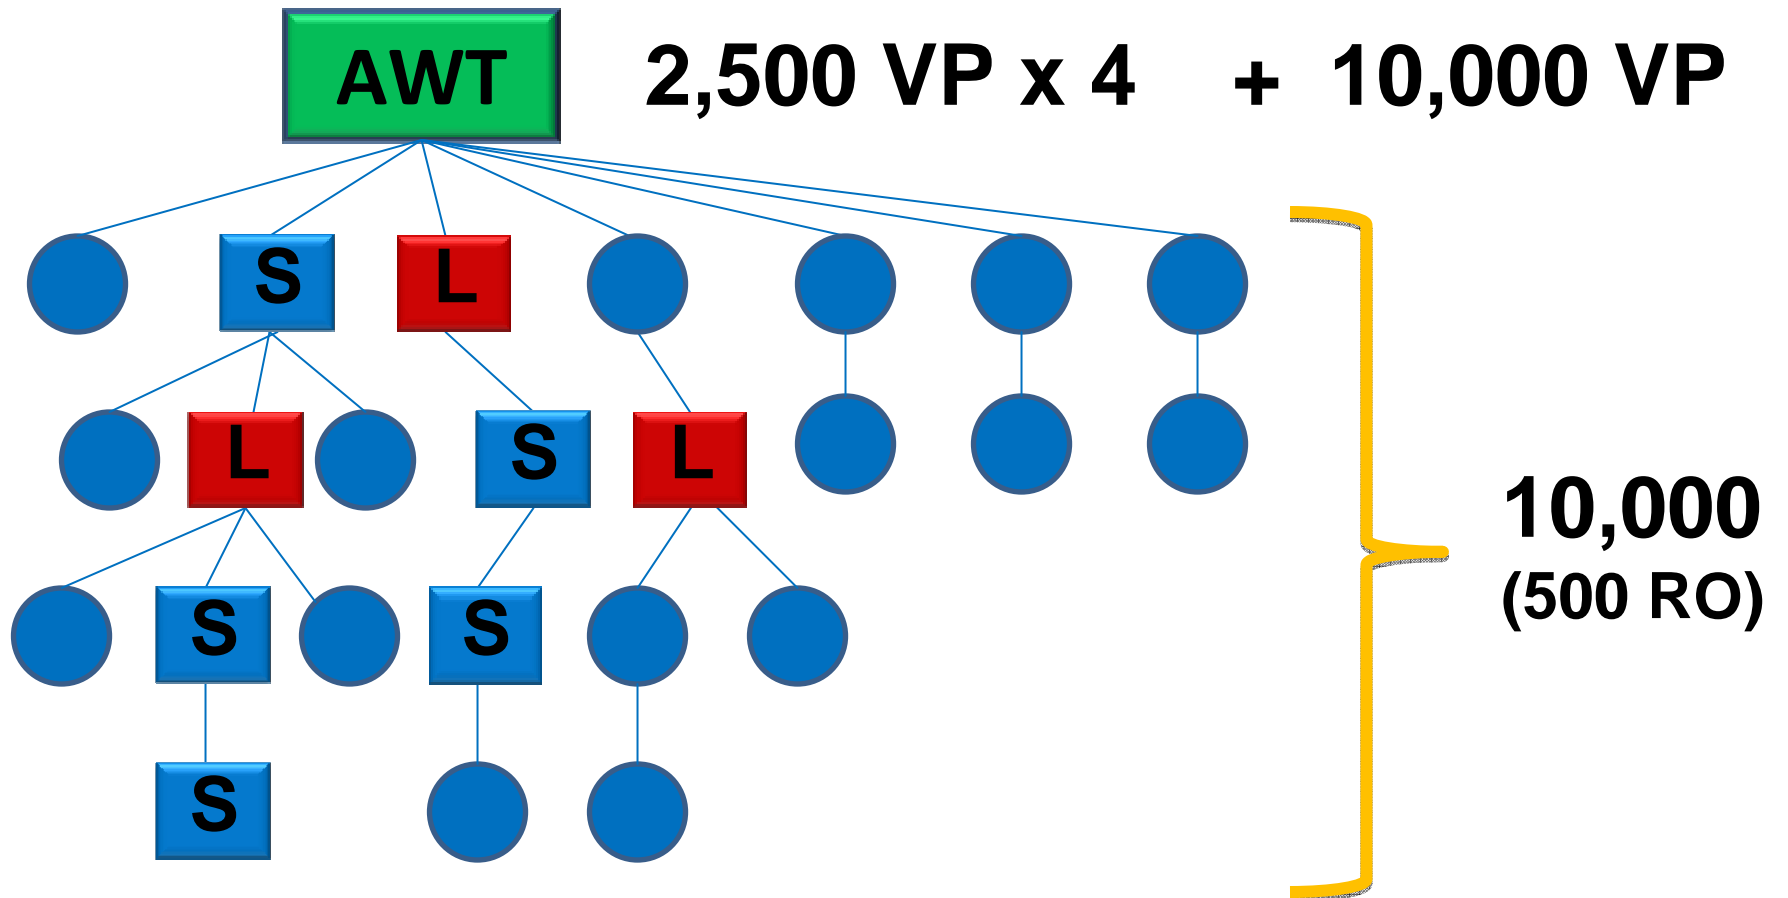 AWT 2,500 VP x 4 + 10,000 VP
S L
L S L
10,000
(500 RO)
S S
S